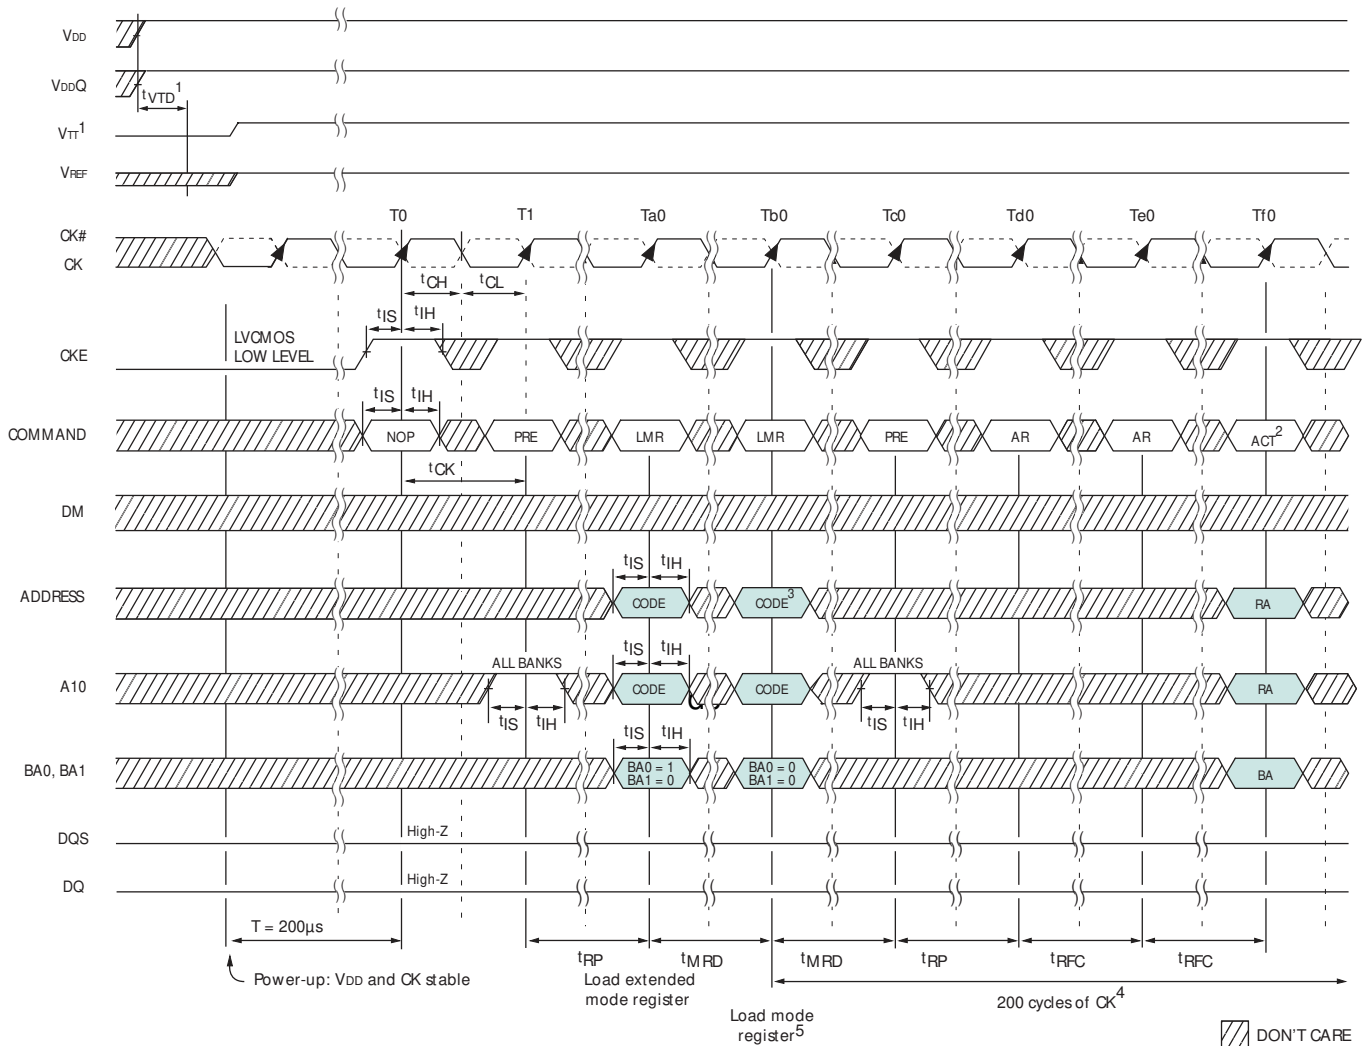 VDD
VDDQ
tVTD1
VTT1
VREF
T0 T1 Ta0 Tb0 Tc0 Td0 Te0 Tf0
CK#
CK
tCH tCL
tIS tIH
LVCMOS
LOW LEVEL
CKE
tIS tIH
COMMAND NOP PRE LMR LMR PRE AR AR ACT2
tCK
DM
tIS tIH
ADDRESS CODE CODE3 RA
ALL BANKS tIS tIH ALL BANKS
A10 CODE CODE RA
tIS tIH tIS tIH
tIS tIH
BA0, BA1 BA0 = 1 BA0 = 0 BA
BA1 = 0 BA1 = 0
DQS High-Z
DQ High-Z
T = 200µs
tRP tMRD tMRD tRP tRFC tRFC
Power-up: VDD and CK stable
Load extended
mode register
200 cycles of CK4
Load mode
register5
DON'T CARE